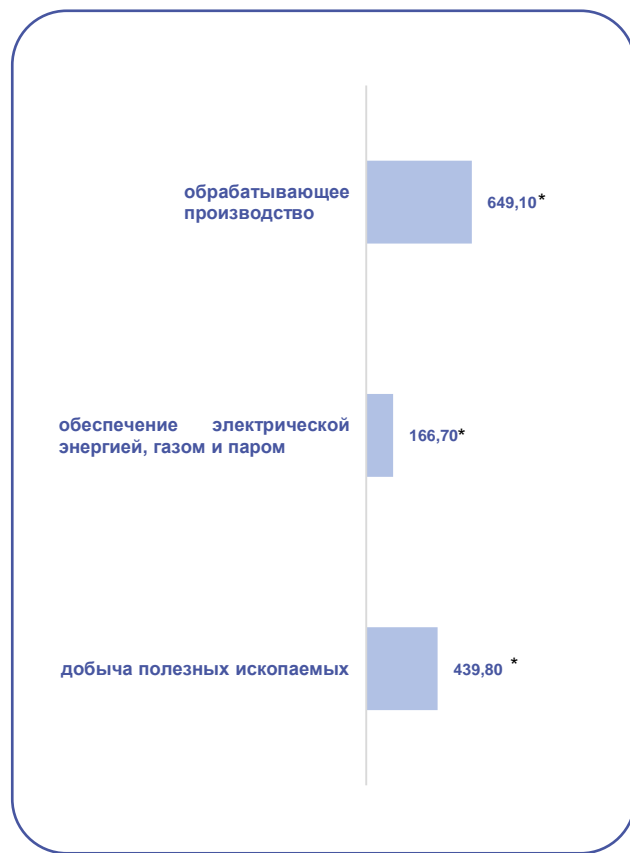 обрабатывающее
производство
649,10*
обеспечение электрической
энергией, газом и паром
166,70*
добыча полезных ископаемых
439,80 *